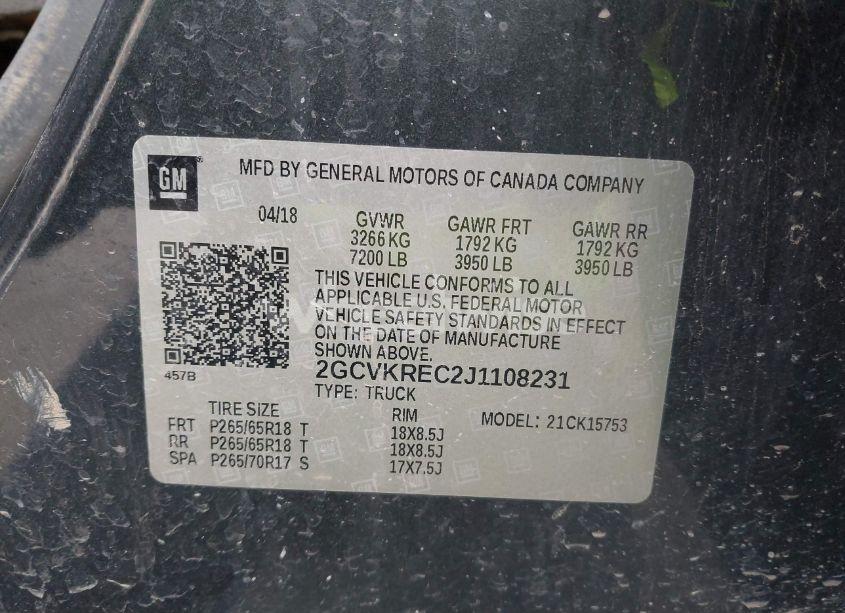 GM
MFD BY GENERAL MOTORS OF CANADA COMPANY
04/18 GVWR GAWR FRT GAWR RR
3266 KG 1792 KG 1792 KG
7200 LB 3950 LB 3950 LB
THIS VEHICLE CONFORMS TO ALL
APPLICABLE U.S. FEDERAL MOTOR
VEHICLE SAFETY STANDARDS IN EFFECT
ON THE DATE OF MANUFACTURE
SHOWN ABOVE.
457B
2GCVKREC2J1108231
TYPE: TRUCK
TIRE SIZE RIM MODEL: 21CK15753
FRT P265/65R18 T 18X8.5J
RR P265/65R18 T 18X8.5J
SPA P265/70R17 S 17X7.5J